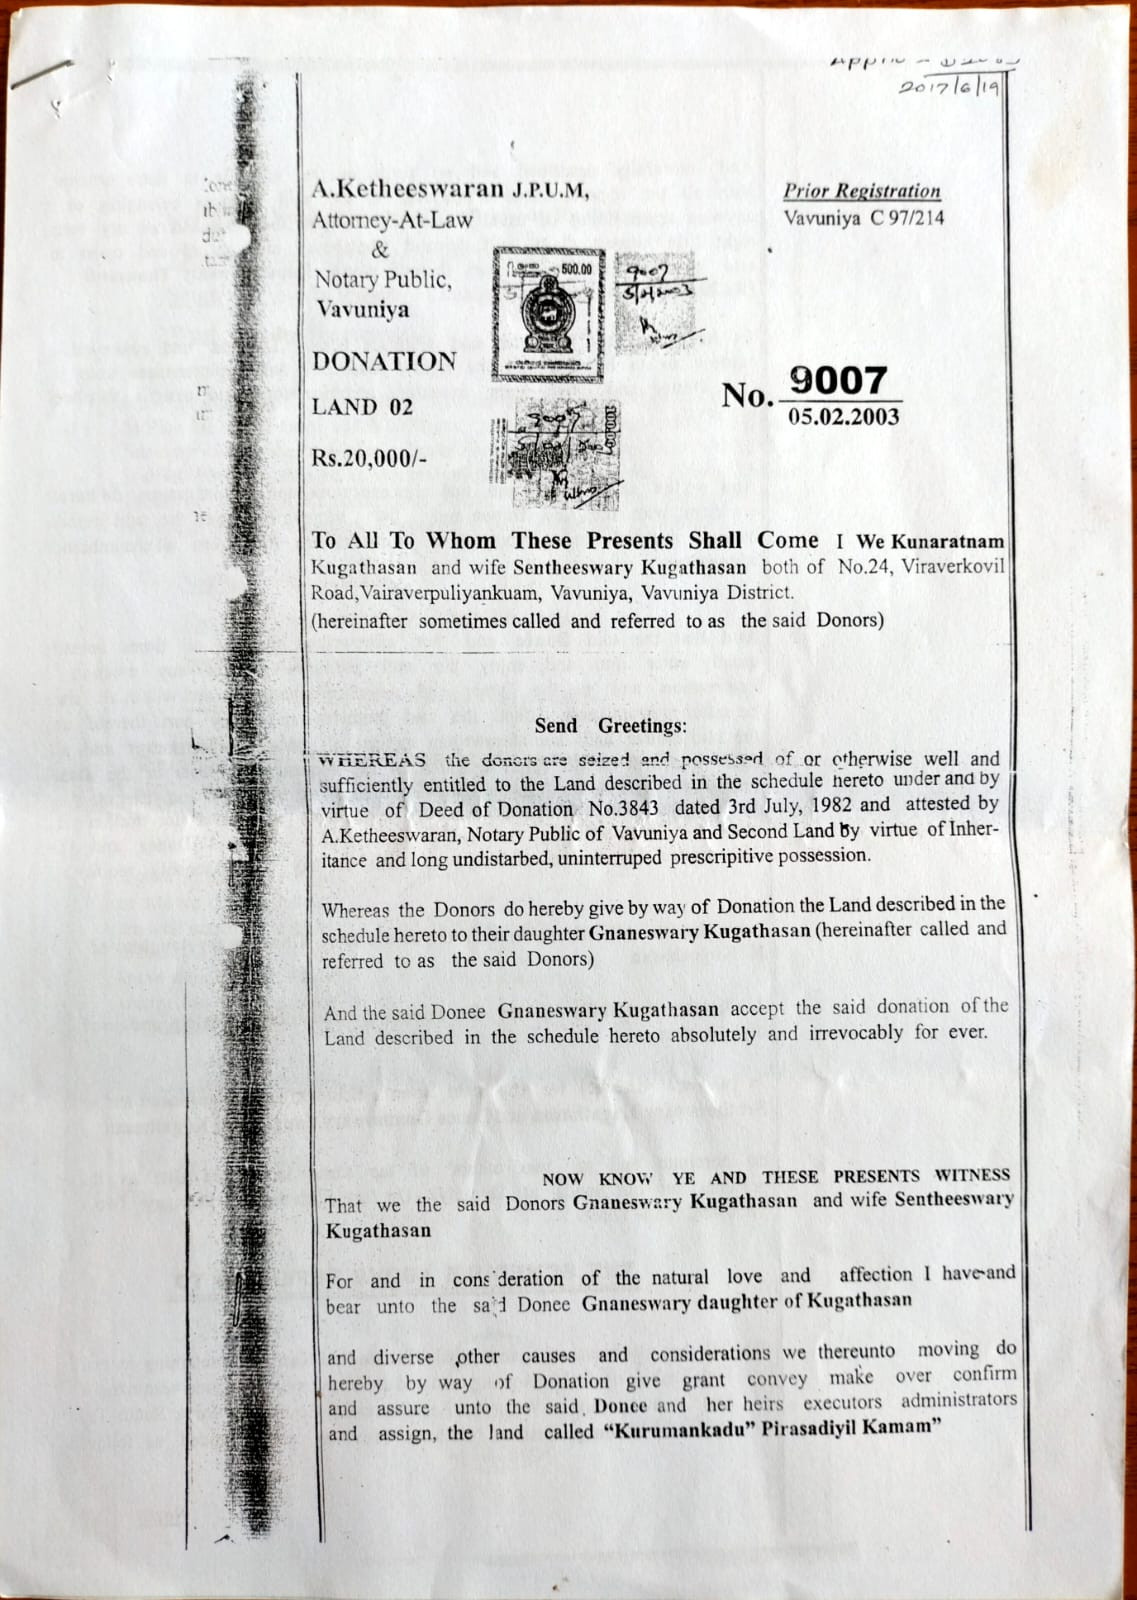 2017/6/19
A.Ketheeswaran J.P.U.M,
Attorney-At-Law
&
Notary Public,
Vavuniya
Prior Registration
Vavuniya C 97/214
500.00
9007
5/2/2003
DONATION
LAND 02
Rs.20,000/-
No. 9007
05.02.2003
To All To Whom These Presents Shall Come I We Kunaratnam
Kugathasan and wife Sentheeswary Kugathasan both of No.24, Viraverkovil
Road,Vairaverpuliyankuam, Vavuniya, Vavuniya District.
(hereinafter sometimes called and referred to as the said Donors)
Send Greetings:
WHEREAS the donors are seized and possessed of or otherwise well and
sufficiently entitled to the Land described in the schedule hereto under and by
virtue of Deed of Donation No.3843 dated 3rd July, 1982 and attested by
A.Ketheeswaran, Notary Public of Vavuniya and Second Land By virtue of Inher-
itance and long undistarbed, uninterruped prescripitive possession.
Whereas the Donors do hereby give by way of Donation the Land described in the
schedule hereto to their daughter Gnaneswary Kugathasan (hereinafter called and
referred to as the said Donors)
And the said Donee Gnaneswary Kugathasan accept the said donation of the
Land described in the schedule hereto absolutely and irrevocably for ever.
NOW KNOW YE AND THESE PRESENTS WITNESS
That we the said Donors Gnaneswary Kugathasan and wife Sentheeswary
Kugathasan
For and in consideration of the natural love and affection I have and
bear unto the said Donee Gnaneswary daughter of Kugathasan
and diverse other causes and considerations we thereunto moving do
hereby by way of Donation give grant convey make over confirm
and assure unto the said Donee and her heirs executors administrators
and assign, the land called “Kurumankadu” Pirasadiyil Kamam”